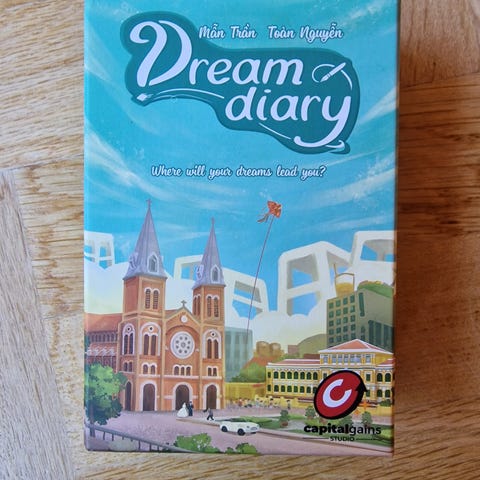 Mẫn Trần Toàn Nguyễn
Dream
diary
Where will your dreams lead you?
capitalgains
STUDIO